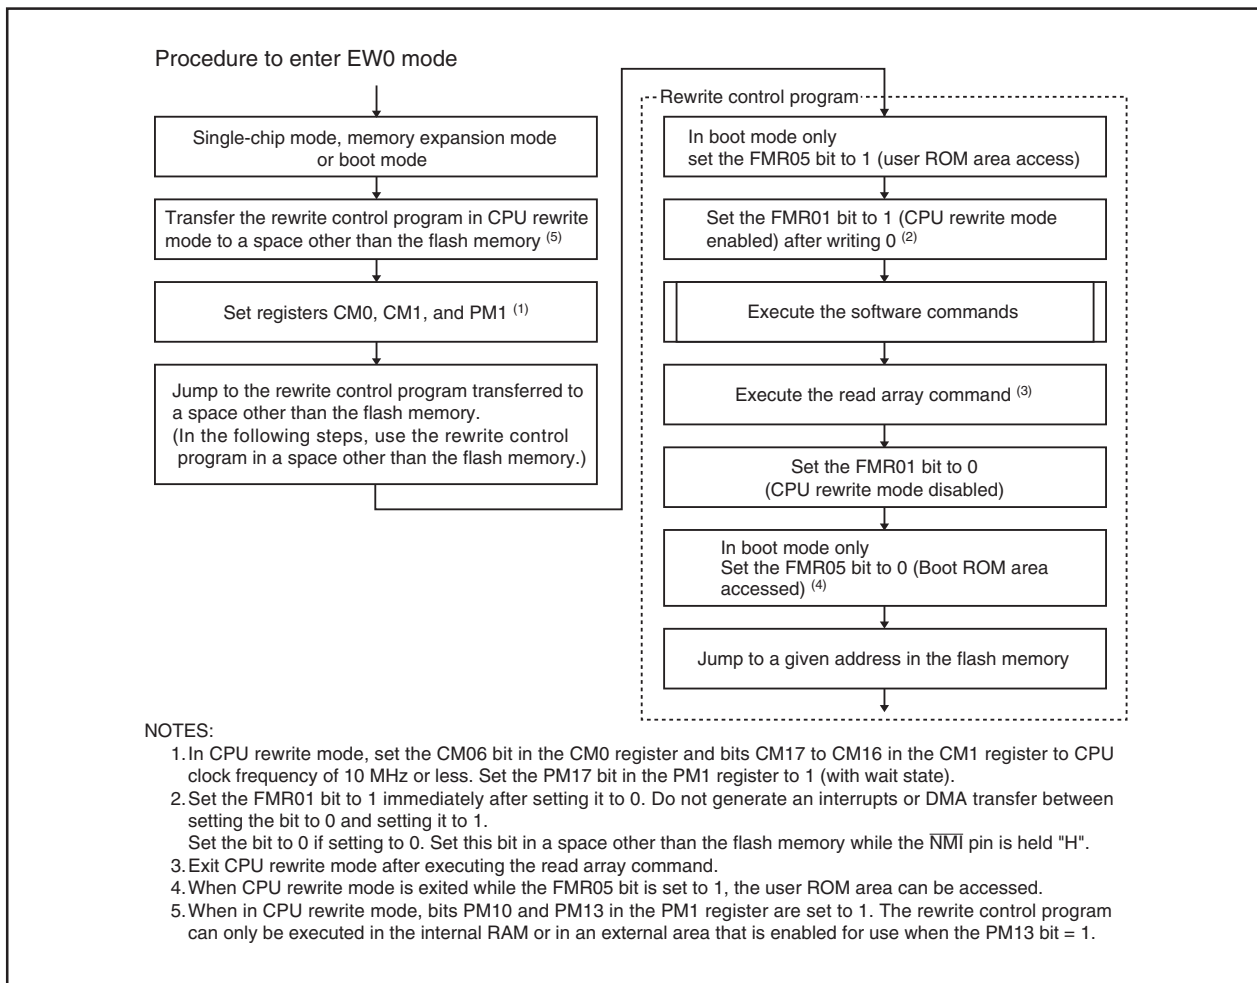 Procedure to enter EW0 mode
Single-chip mode, memory expansion mode
or boot mode
Transfer the rewrite control program in CPU rewrite
mode to a space other than the flash memory (5)
Set registers CM0, CM1, and PM1 (1)
Jump to the rewrite control program transferred to
a space other than the flash memory.
(In the following steps, use the rewrite control
program in a space other than the flash memory.)
Rewrite control program
In boot mode only
set the FMR05 bit to 1 (user ROM area access)
Set the FMR01 bit to 1 (CPU rewrite mode
enabled) after writing 0 (2)
Execute the software commands
Execute the read array command (3)
Set the FMR01 bit to 0
(CPU rewrite mode disabled)
In boot mode only
Set the FMR05 bit to 0 (Boot ROM area
accessed) (4)
Jump to a given address in the flash memory
NOTES:
1. In CPU rewrite mode, set the CM06 bit in the CM0 register and bits CM17 to CM16 in the CM1 register to CPU
clock frequency of 10 MHz or less. Set the PM17 bit in the PM1 register to 1 (with wait state).
2. Set the FMR01 bit to 1 immediately after setting it to 0. Do not generate an interrupts or DMA transfer between
setting the bit to 0 and setting it to 1.
Set the bit to 0 if setting to 0. Set this bit in a space other than the flash memory while the NMI pin is held "H".
3. Exit CPU rewrite mode after executing the read array command.
4. When CPU rewrite mode is exited while the FMR05 bit is set to 1, the user ROM area can be accessed.
5. When in CPU rewrite mode, bits PM10 and PM13 in the PM1 register are set to 1. The rewrite control program
can only be executed in the internal RAM or in an external area that is enabled for use when the PM13 bit = 1.